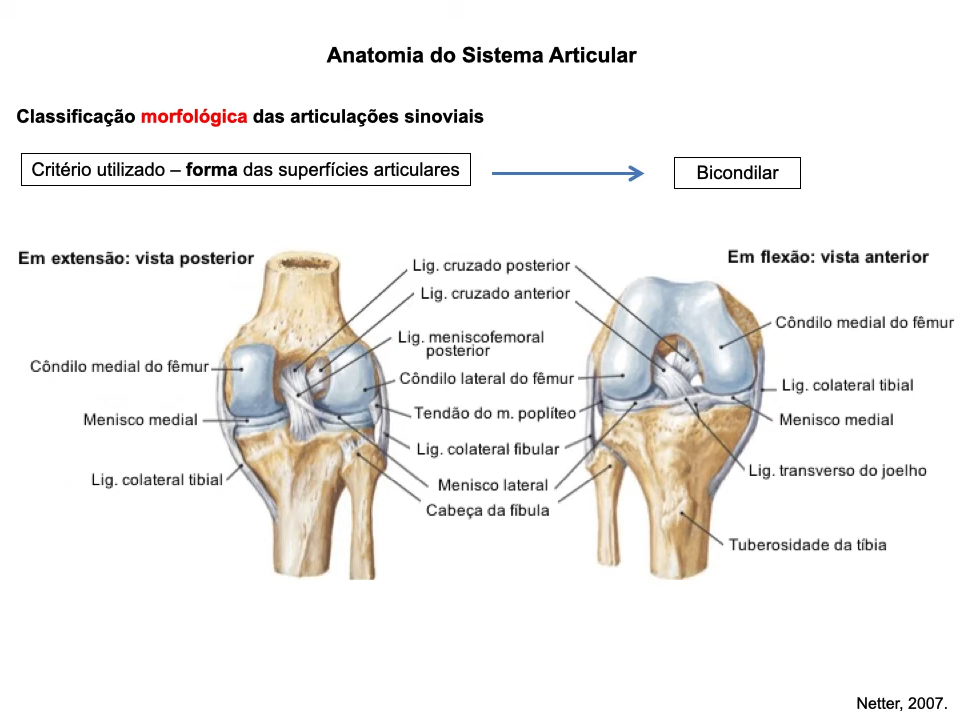 Anatomia do Sistema Articular
Classificação morfológica das articulações sinoviais
Critério utilizado – forma das superfícies articulares
Bicondilar
Em extensão: vista posterior
Em flexão: vista anterior
Lig. cruzado posterior
Lig. cruzado anterior
Lig. meniscofemoral
posterior
Côndilo medial do fêmur
Côndilo lateral do fêmur
Menisco medial
Tendão do m. poplíteo
Lig. colateral fibular
Lig. colateral tibial
Menisco lateral
Cabeça da fíbula
Côndilo medial do fêmur
Lig. colateral tibial
Menisco medial
Lig. transverso do joelho
Tuberosidade da tíbia
Netter, 2007.